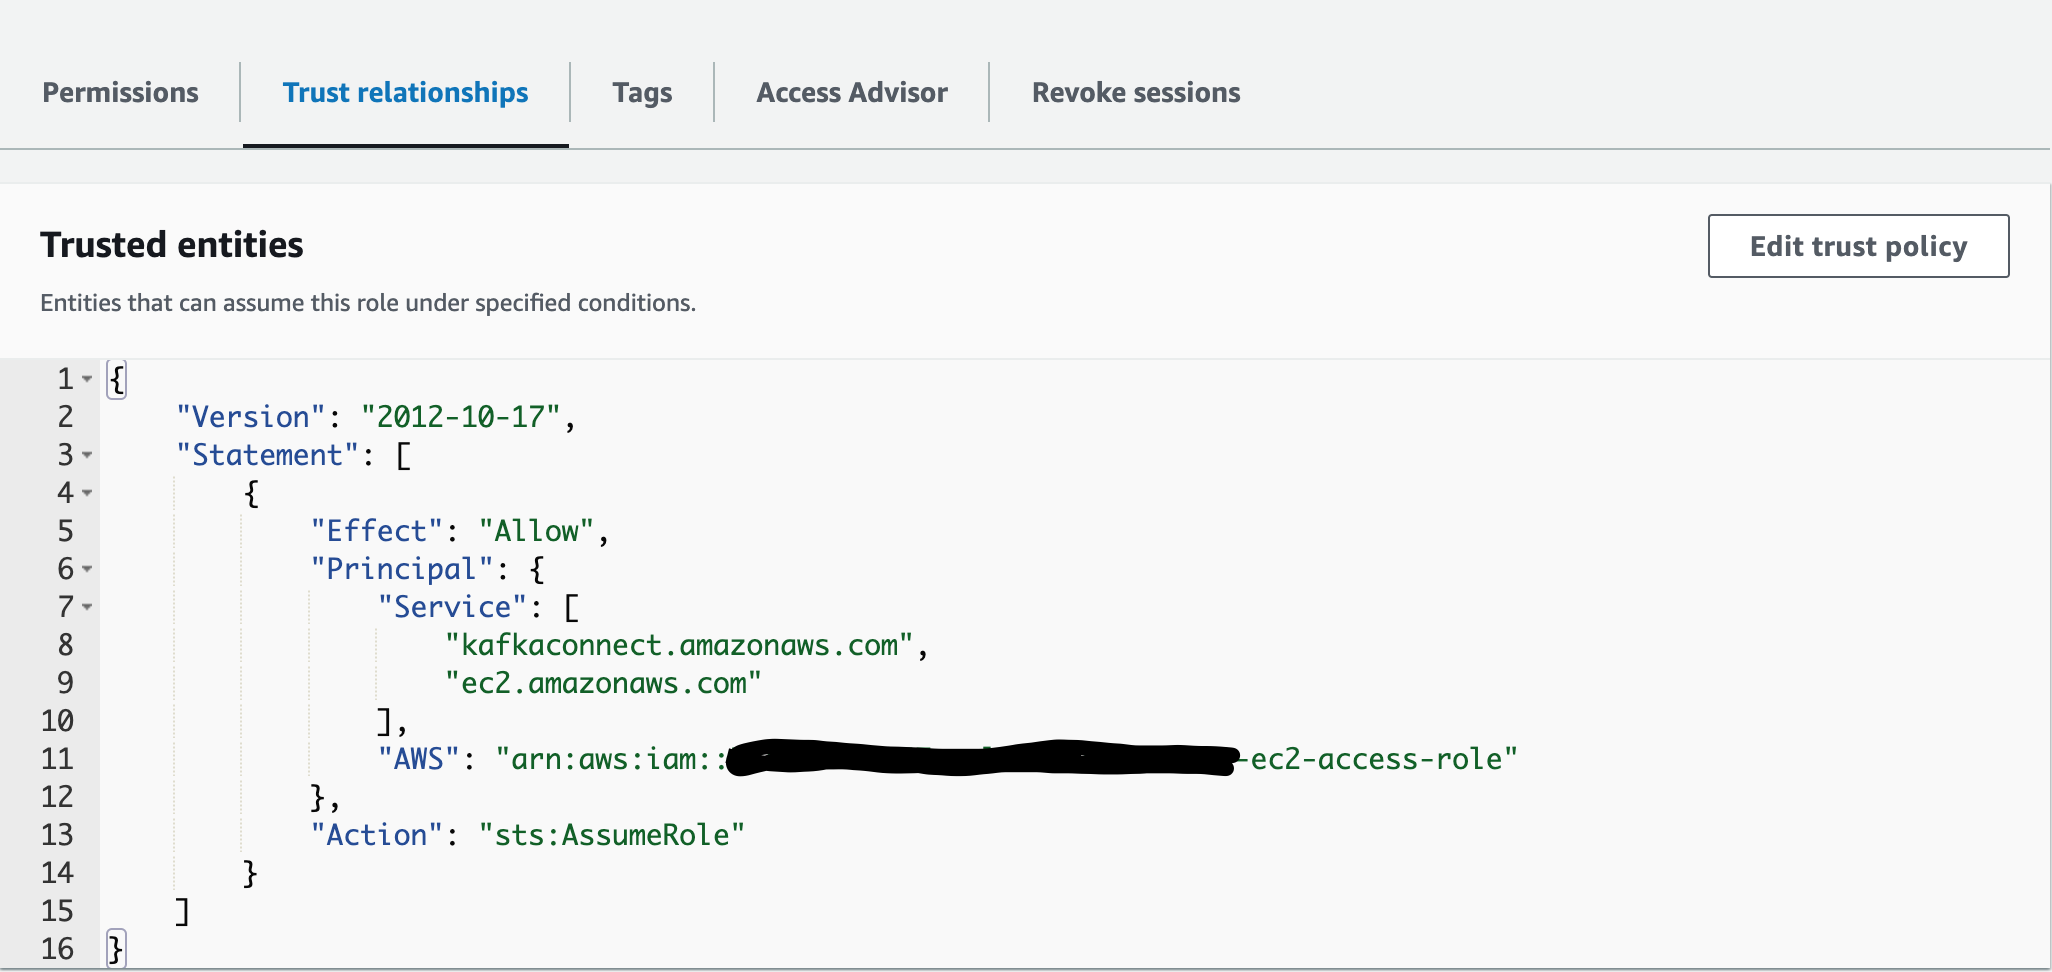 Permissions
Trust relationships
Tags
Access Advisor
Revoke sessions
Trusted entities
Edit trust policy
Entities that can assume this role under specified conditions.
1 {
2 "Version": "2012-10-17",
3 "Statement": [
4 {
5 "Effect": "Allow",
6 "Principal": {
7 "Service": [
8 "kafkaconnect.amazonaws.com",
9 "ec2.amazonaws.com"
10 ],
11 "AWS": "arn:aws:iam:: -ec2-access-role"
12 },
13 "Action": "sts:AssumeRole"
14 }
15 ]
16 }